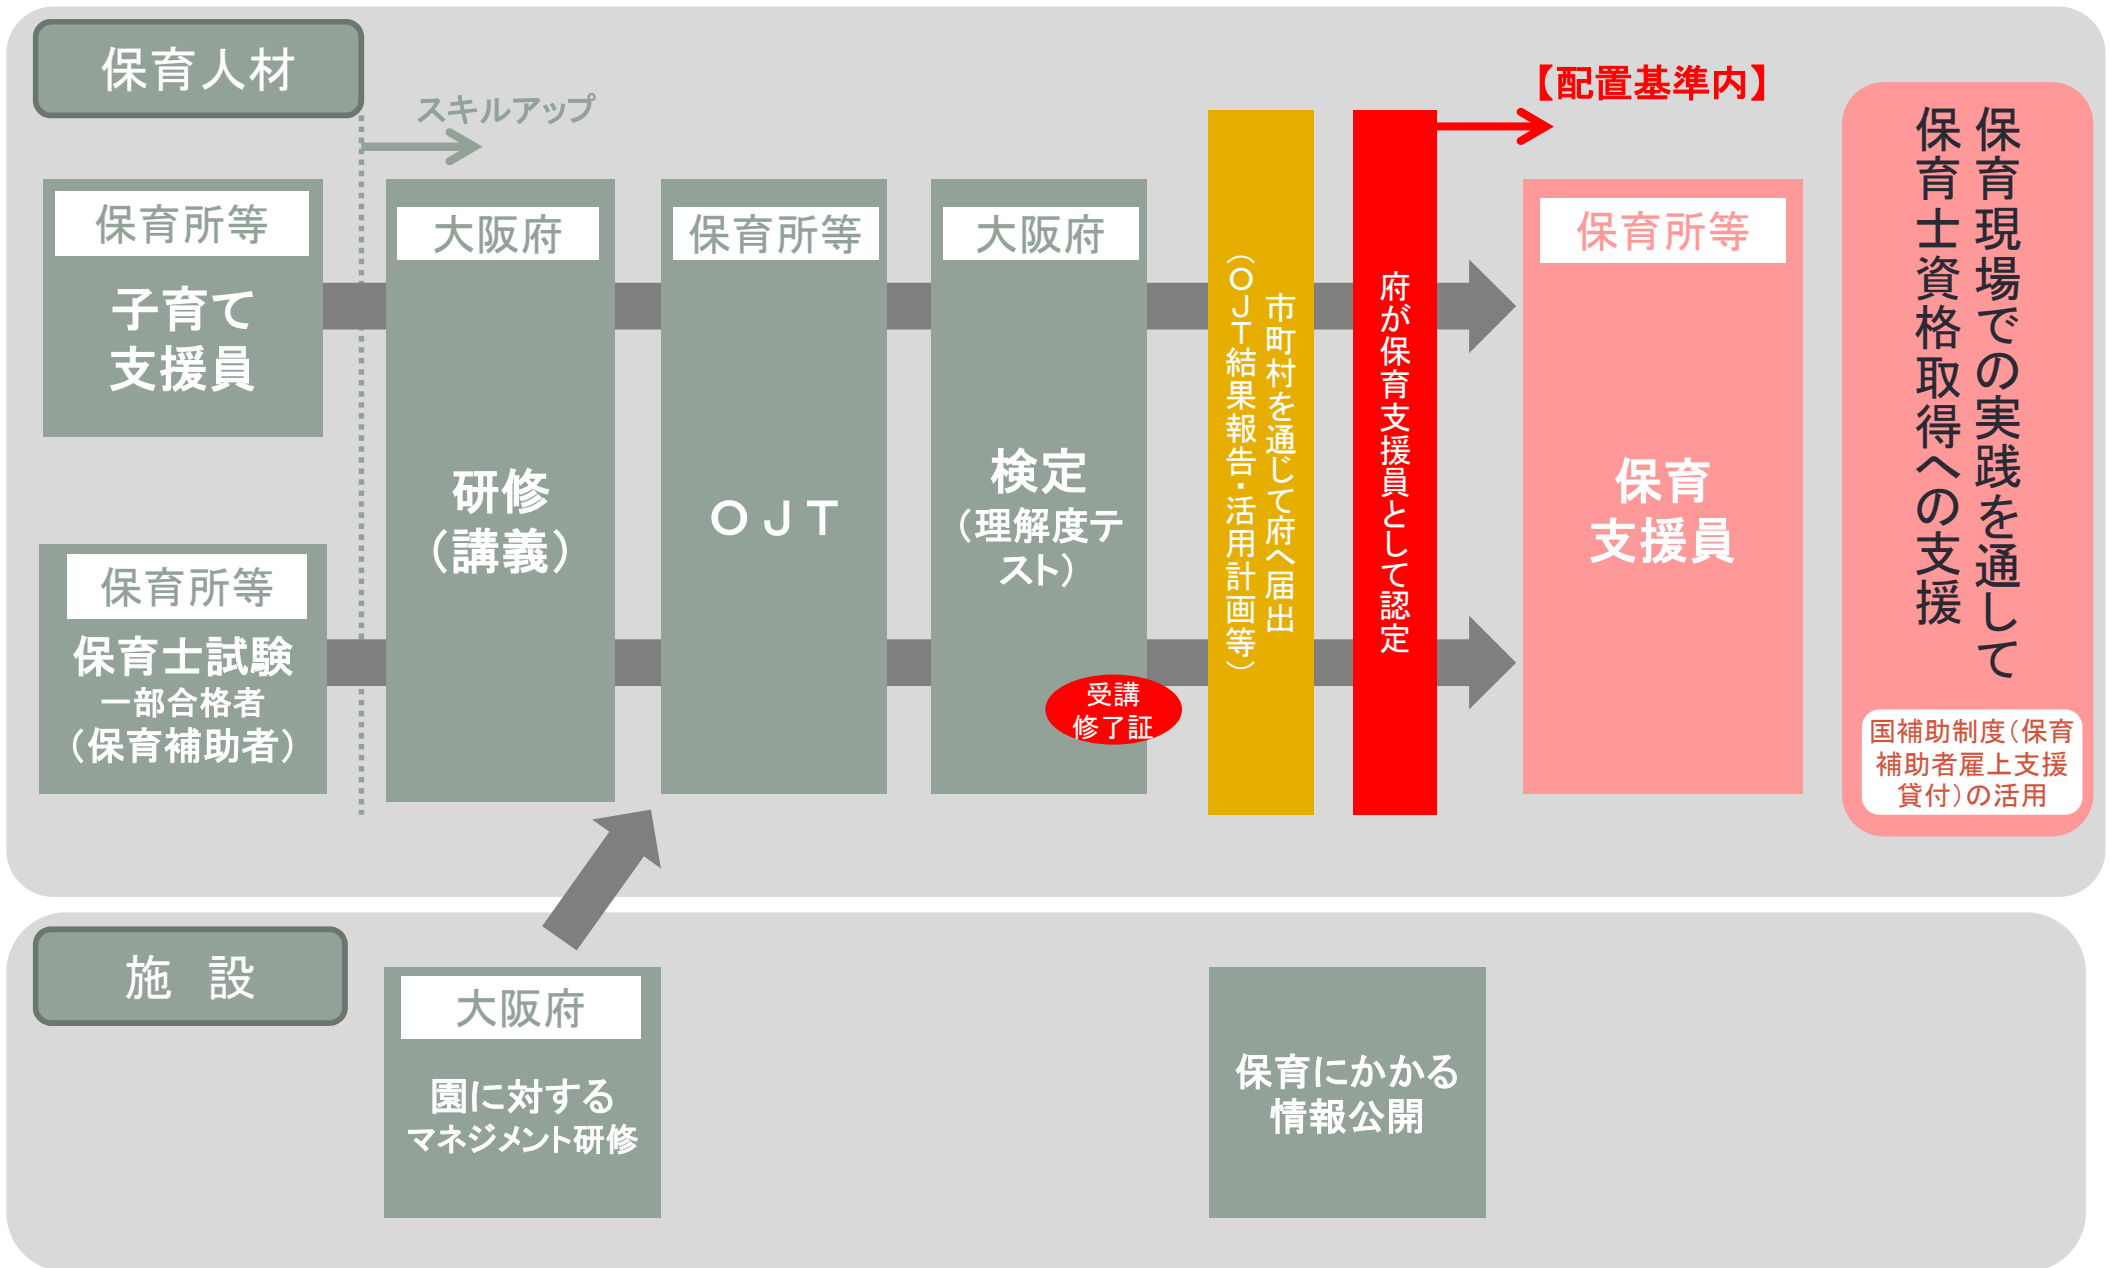 保育人材
スキルアップ
【配置基準内】
保育所等
子育て
支援員
保育所等
保育士試験
一部合格者
（保育補助者）
大阪府
研修
（講義）
保育所等
ＯＪＴ
大阪府
検定
（理解度テ
スト）
受講
修了証
市町村を通じて府へ届出
（ＯＪＴ結果報告・活用計画等）
府が保育支援員として認定
保育所等
保育
支援員
保育現場での実践を通して
保育士資格取得への支援
国補助制度（保育
補助者雇上支援
貸付）の活用
施　設
大阪府
園に対する
マネジメント研修
保育にかかる
情報公開